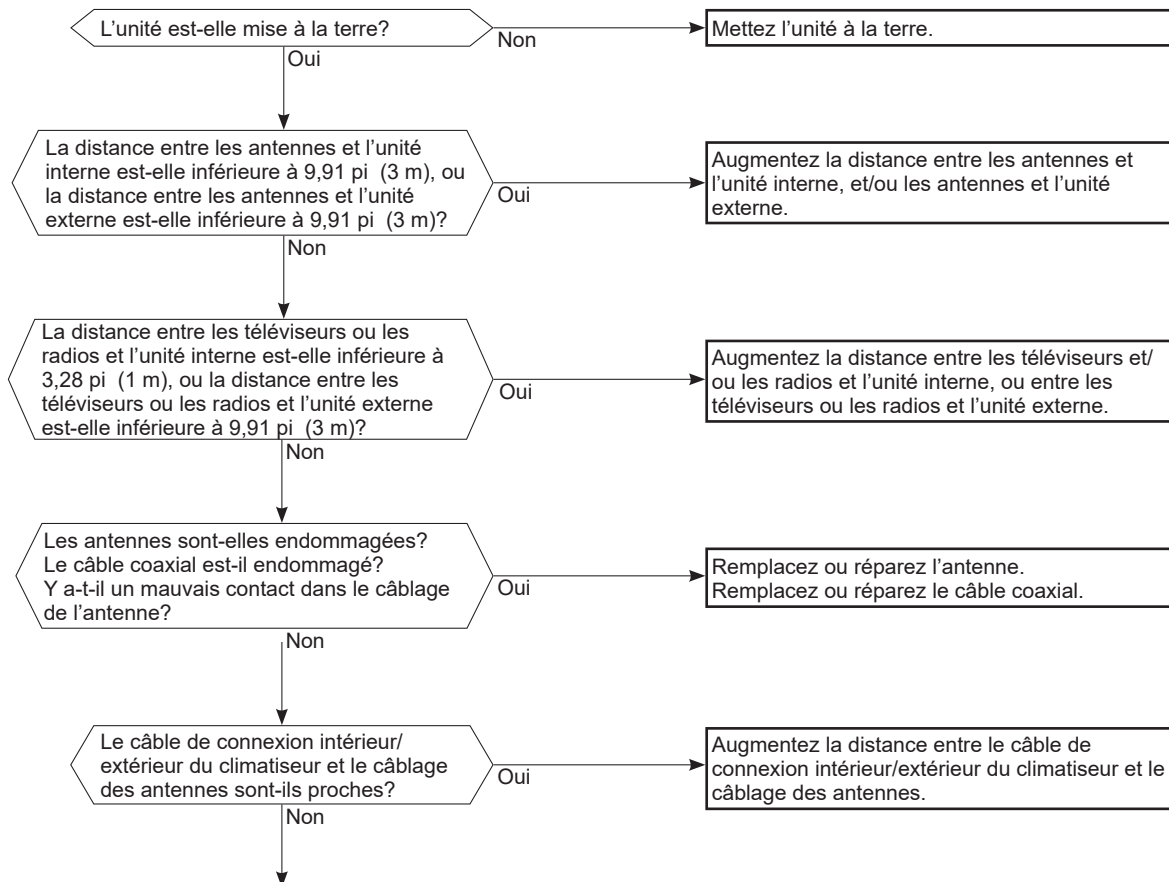 L’unité est-elle mise à la terre?
Non
Mettez l’unité à la terre.
Oui
La distance entre les antennes et l’unité
interne est-elle inférieure à 9,91 pi (3 m), ou
la distance entre les antennes et l’unité
externe est-elle inférieure à 9,91 pi (3 m)?
Oui
Augmentez la distance entre les antennes et
l’unité interne, et/ou les antennes et l’unité
externe.
Non
La distance entre les téléviseurs ou les
radios et l’unité interne est-elle inférieure à
3,28 pi (1 m), ou la distance entre les
téléviseurs ou les radios et l’unité externe
est-elle inférieure à 9,91 pi (3 m)?
Oui
Augmentez la distance entre les téléviseurs et/
ou les radios et l’unité interne, ou entre les
téléviseurs ou les radios et l’unité externe.
Non
Les antennes sont-elles endommagées?
Le câble coaxial est-il endommagé?
Y a-t-il un mauvais contact dans le câblage
de l’antenne?
Oui
Remplacez ou réparez l’antenne.
Remplacez ou réparez le câble coaxial.
Non
Le câble de connexion intérieur/
extérieur du climatiseur et le câblage
des antennes sont-ils proches?
Oui
Augmentez la distance entre le câble de
connexion intérieur/extérieur du climatiseur et le
câblage des antennes.
Non